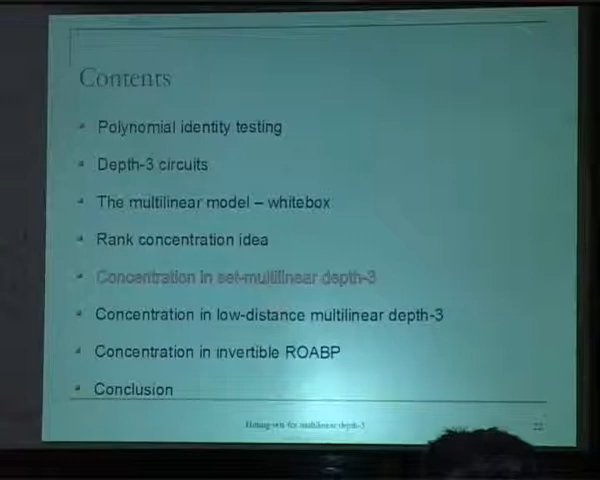 Contents
Polynomial identity testing
Depth-3 circuits
The multilinear model – whitebox
Rank concentration idea
Concentration in set-multilinear depth-3
Concentration in low-distance multilinear depth-3
Concentration in invertible ROABP
Conclusion
Hitting-sets for multilinear depth-3